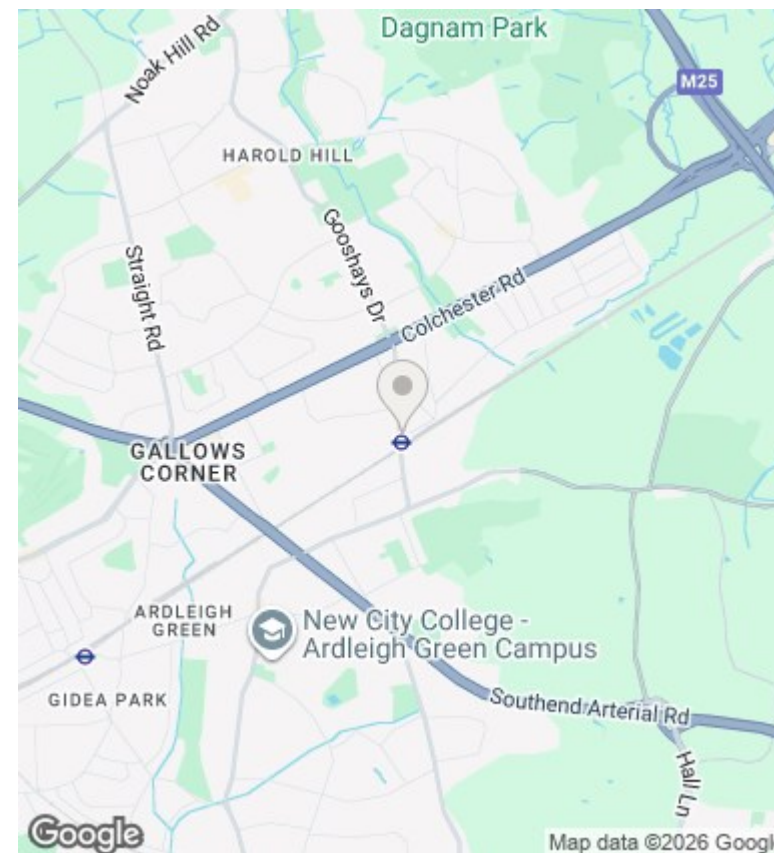 Dagnam Park
Noak Hill Rd
M25
HAROLD HILL
Gooshays Dr
Straight Rd
Colchester Rd
GALLOWS
CORNER
ARDLEIGH
GREEN
New City College -
Ardleigh Green Campus
GIDEA PARK
Southend Arterial Rd
Hall Ln
Google
Map data ©2026 Google